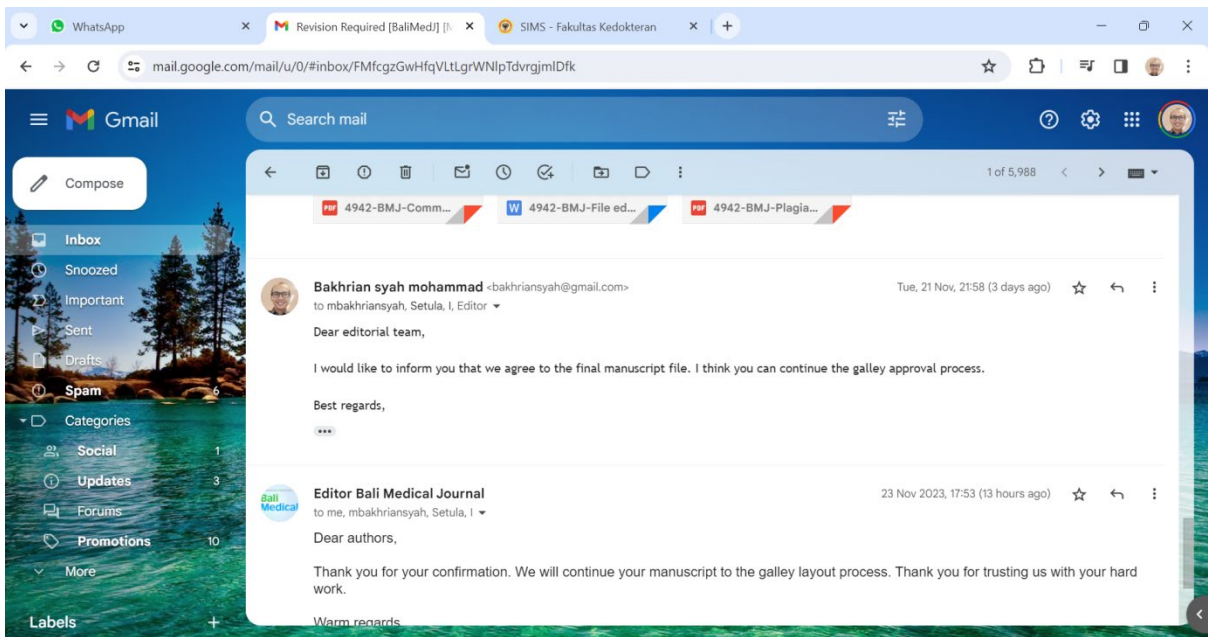 WhatsApp
Revision Required [BaliMedJ] [
SIMS - Fakultas Kedokteran
mail.google.com/mail/u/0/#inbox/FMfcgzGwHfqVLtLgrWNlpTdvrgjmlDfk
Gmail
Search mail
Compose
1 of 5,988
PDF 4942-BMJ-Comm...
W 4942-BMJ-File ed...
PDF 4942-BMJ-Plagia...
Inbox
Snoozed
Important
Sent
Drafts
Spam 6
Categories
Social 1
Updates 3
Forums
Promotions 10
More
Labels
Bakhrian syah mohammad <bakhriansyah@gmail.com>
Tue, 21 Nov, 21:58 (3 days ago)
to mbakhriansyah, Setula, I, Editor
Dear editorial team,
I would like to inform you that we agree to the final manuscript file. I think you can continue the galley approval process.
Best regards,
Bali
Medical
Editor Bali Medical Journal
23 Nov 2023, 17:53 (13 hours ago)
to me, mbakhriansyah, Setula, I
Dear authors,
Thank you for your confirmation. We will continue your manuscript to the galley layout process. Thank you for trusting us with your hard
work.
Warm regards